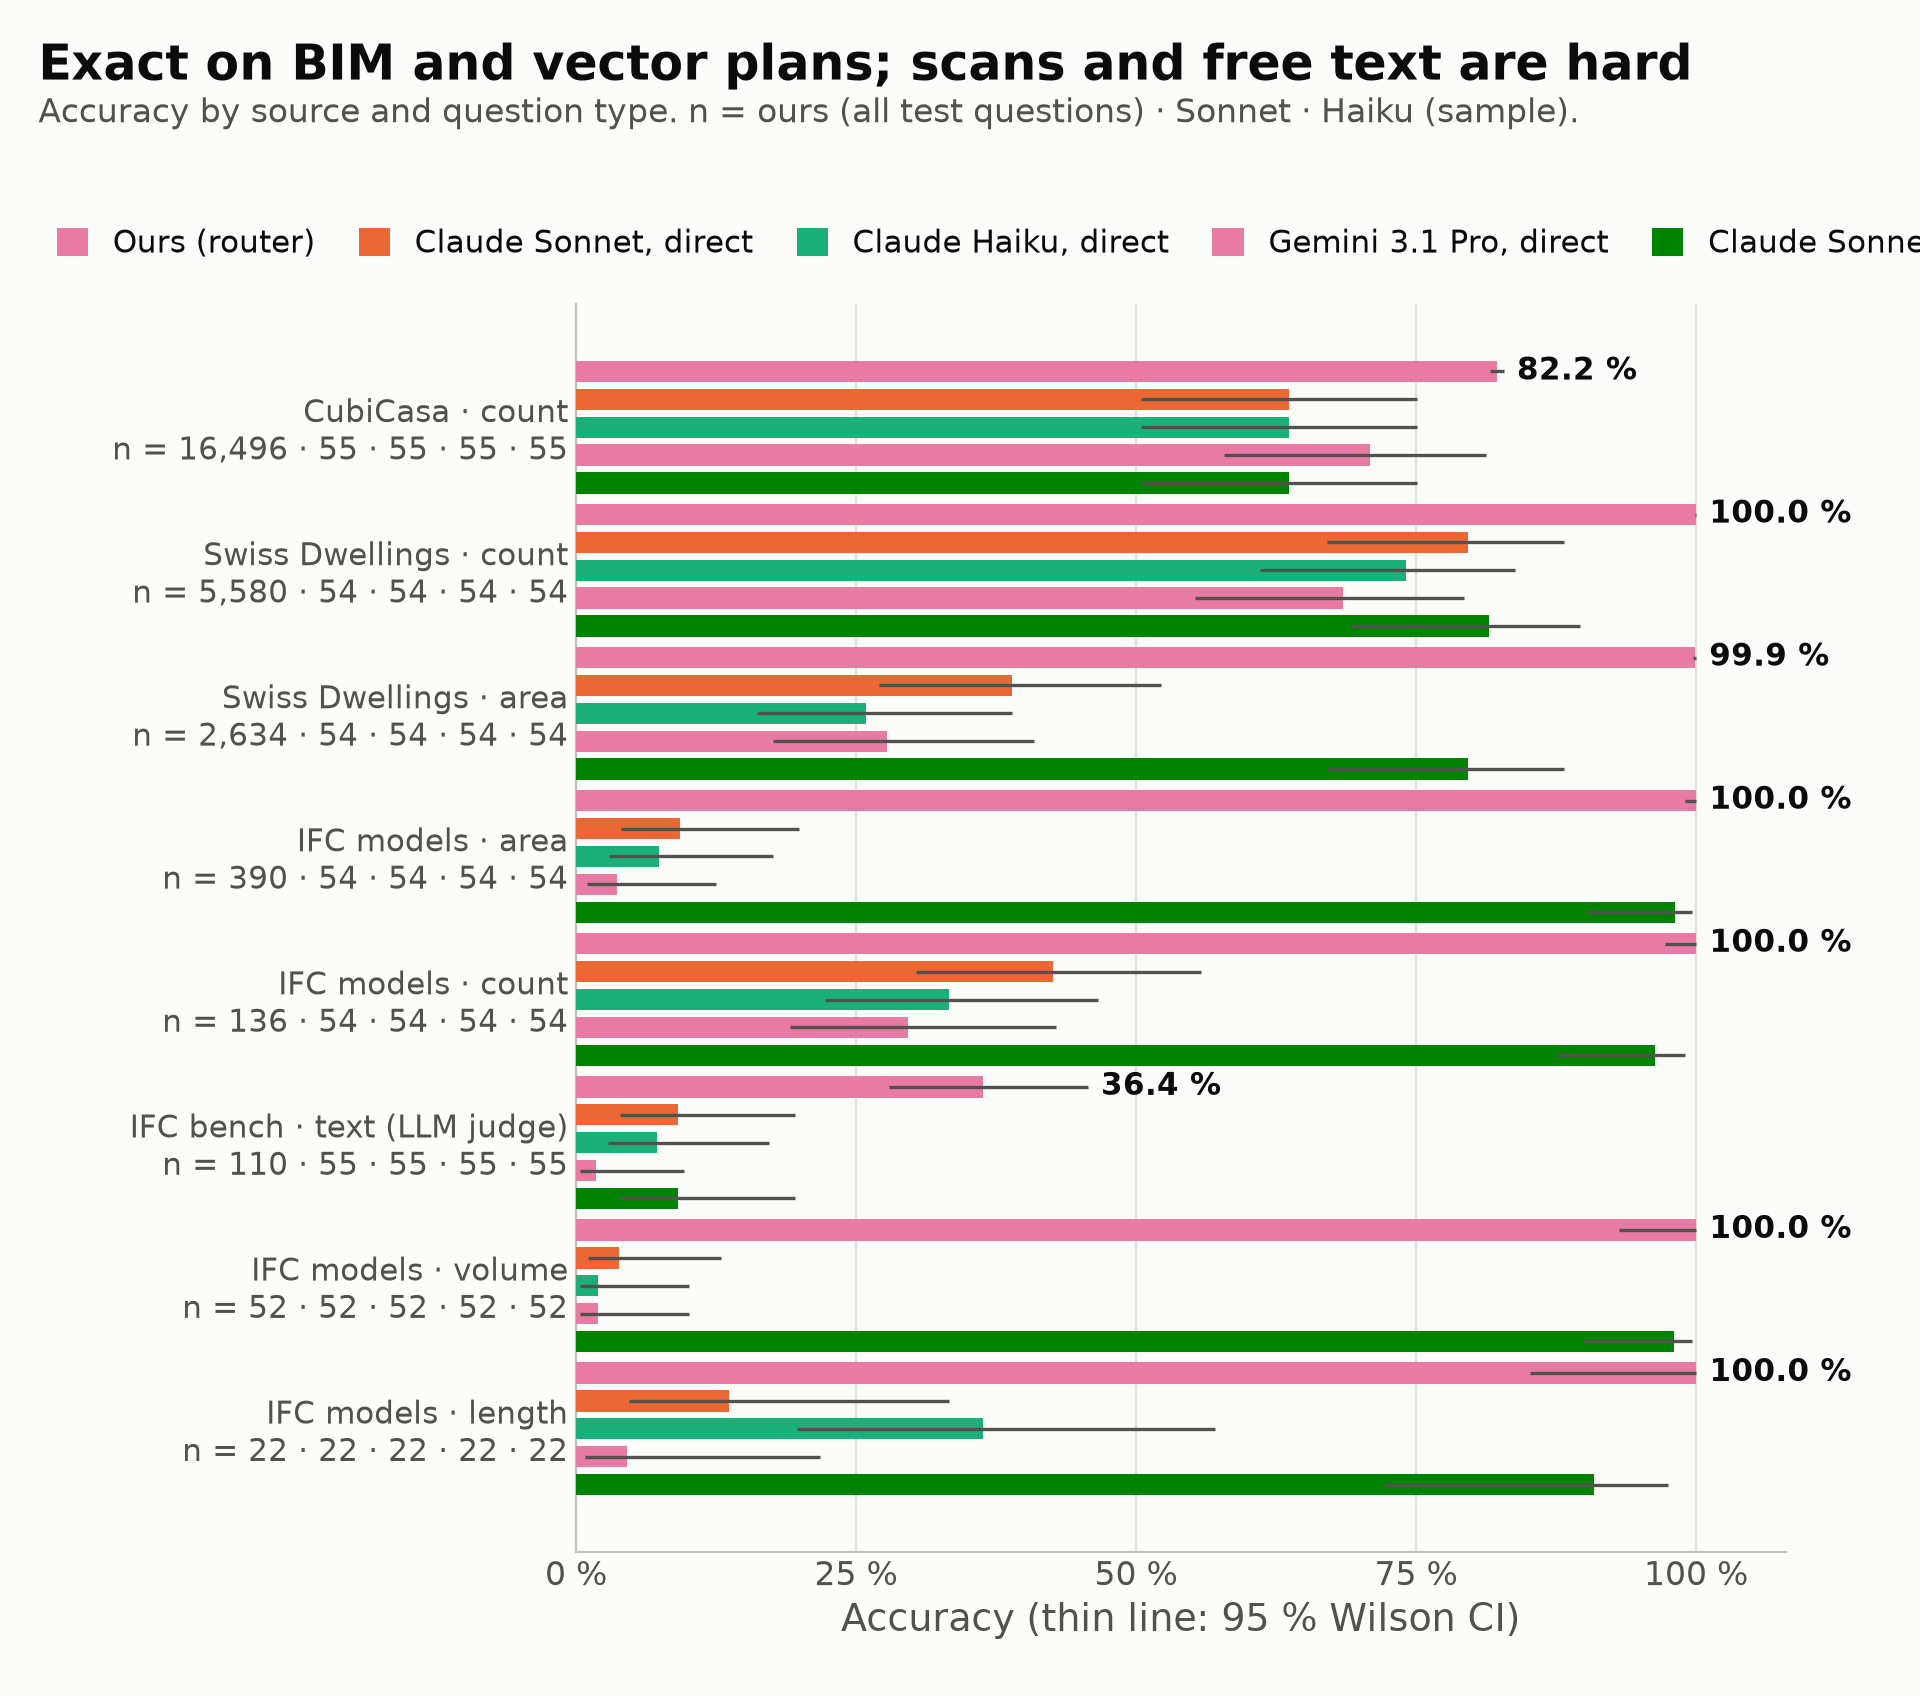 Exact on BIM and vector plans; scans and free text are hard
Accuracy by source and question type. n = ours (all test questions) · Sonnet · Haiku (sample).
Ours (router) Claude Sonnet, direct Claude Haiku, direct Gemini 3.1 Pro, direct Claude Sonne
82.2 %
CubiCasa · count
n = 16,496 · 55 · 55 · 55 · 55
100.0 %
Swiss Dwellings · count
n = 5,580 · 54 · 54 · 54 · 54
99.9 %
Swiss Dwellings · area
n = 2,634 · 54 · 54 · 54 · 54
100.0 %
IFC models · area
n = 390 · 54 · 54 · 54 · 54
100.0 %
IFC models · count
n = 136 · 54 · 54 · 54 · 54
36.4 %
IFC bench · text (LLM judge)
n = 110 · 55 · 55 · 55 · 55
100.0 %
IFC models · volume
n = 52 · 52 · 52 · 52 · 52
100.0 %
IFC models · length
n = 22 · 22 · 22 · 22 · 22
0 % 25 % 50 % 75 % 100 %
Accuracy (thin line: 95 % Wilson CI)